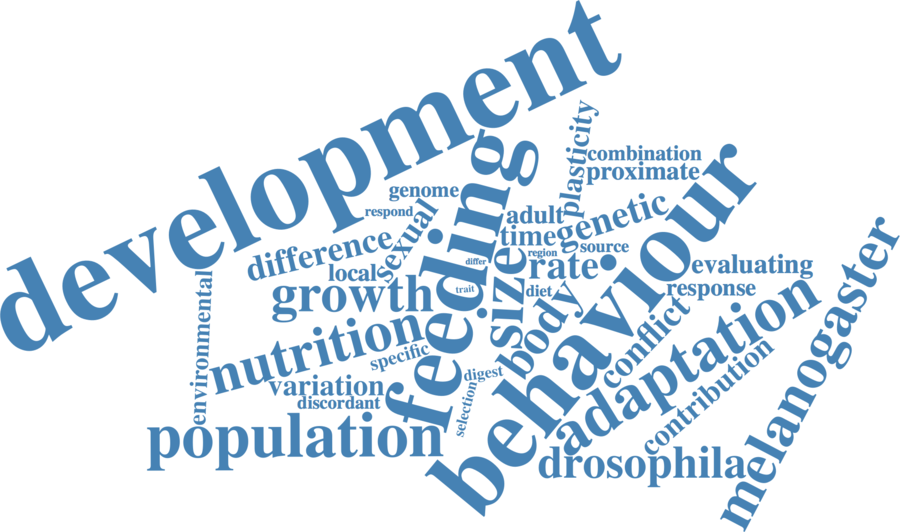 development
plasticity
combination
proximate
genome
respond
sexual
feeding
adult
genetic
behaviour
difference
time
source
region
local
differ
size
rate
evaluating
growth
trait
diet
body
response
melanogaster
environmental
nutrition
specific
conflict
adaptation
variation
discordant
digest
selection
contribution
population
drosophila